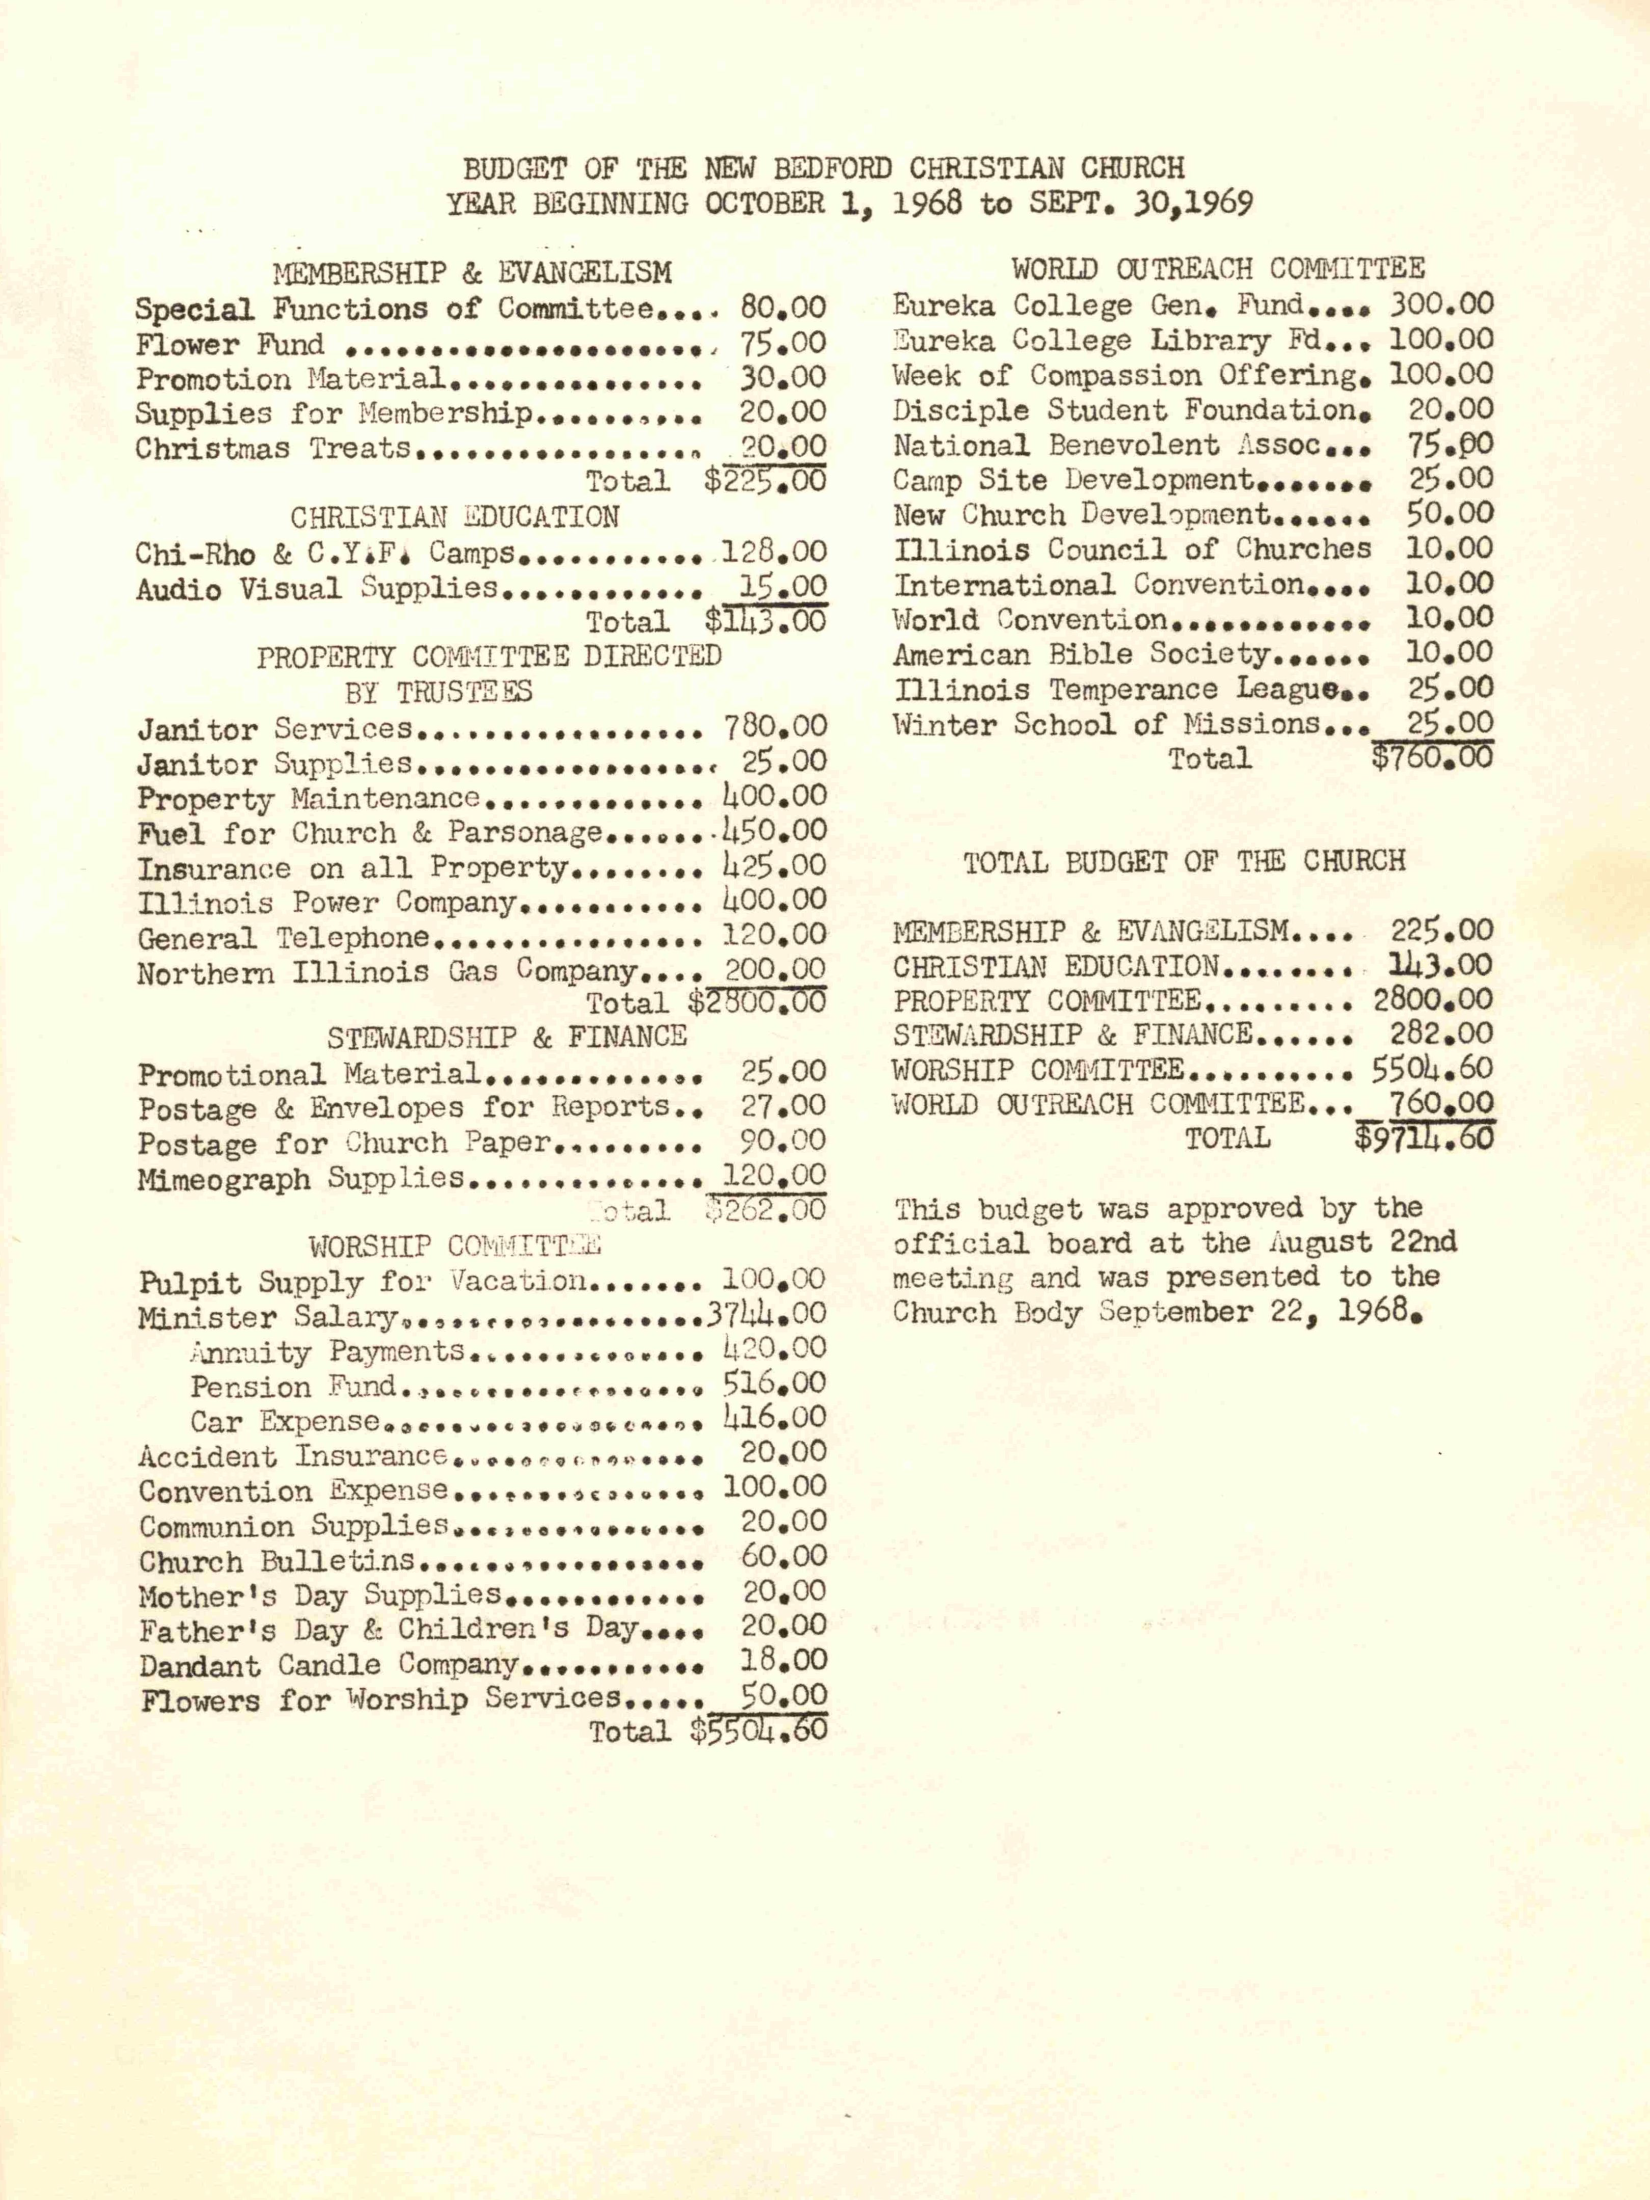 BUDGET OF THE NEW BEDFORD CHRISTIAN CHURCH
YEAR BEGINNING OCTOBER 1, 1968 to SEPT. 30,1969
MEMBERSHIP & EVANGELISM
Special Functions of Committee.... 80.00
Flower Fund ...................... 75.00
Promotion Material............... 30.00
Supplies for Membership.......... 20.00
Christmas Treats................. 20.00
Total $225.00
CHRISTIAN EDUCATION
Chi-Rho & C.Y.F. Camps........... 128.00
Audio Visual Supplies............ 15.00
Total $143.00
PROPERTY COMMITTEE DIRECTED
BY TRUSTEES
Janitor Services................. 780.00
Janitor Supplies.................. 25.00
Property Maintenance............. 400.00
Fuel for Church & Parsonage.......450.00
Insurance on all Property........ 425.00
Illinois Power Company........... 400.00
General Telephone................ 120.00
Northern Illinois Gas Company.... 200.00
Total $2800.00
STEWARDSHIP & FINANCE
Promotional Material............. 25.00
Postage & Envelopes for Reports.. 27.00
Postage for Church Paper......... 90.00
Mimeograph Supplies.............. 120.00
Total $262.00
WORSHIP COMMITTEE
Pulpit Supply for Vacation....... 100.00
Minister Salary..................3744.00
Annuity Payments.............. 420.00
Pension Fund.................. 516.00
Car Expense................... 416.00
Accident Insurance............... 20.00
Convention Expense............... 100.00
Communion Supplies............... 20.00
Church Bulletins................. 60.00
Mother's Day Supplies............ 20.00
Father's Day & Children's Day.... 20.00
Dandant Candle Company........... 18.00
Flowers for Worship Services..... 50.00
Total $5504.60
WORLD OUTREACH COMMITTEE
Eureka College Gen. Fund.... 300.00
Eureka College Library Fd... 100.00
Week of Compassion Offering. 100.00
Disciple Student Foundation. 20.00
National Benevolent Assoc... 75.00
Camp Site Development....... 25.00
New Church Development...... 50.00
Illinois Council of Churches 10.00
International Convention.... 10.00
World Convention............ 10.00
American Bible Society...... 10.00
Illinois Temperance League.. 25.00
Winter School of Missions... 25.00
Total $760.00
TOTAL BUDGET OF THE CHURCH
MEMBERSHIP & EVANGELISM.... 225.00
CHRISTIAN EDUCATION........ 143.00
PROPERTY COMMITTEE......... 2800.00
STEWARDSHIP & FINANCE...... 282.00
WORSHIP COMMITTEE.......... 5504.60
WORLD OUTREACH COMMITTEE... 760.00
TOTAL $9714.60
This budget was approved by the
official board at the August 22nd
meeting and was presented to the
Church Body September 22, 1968.